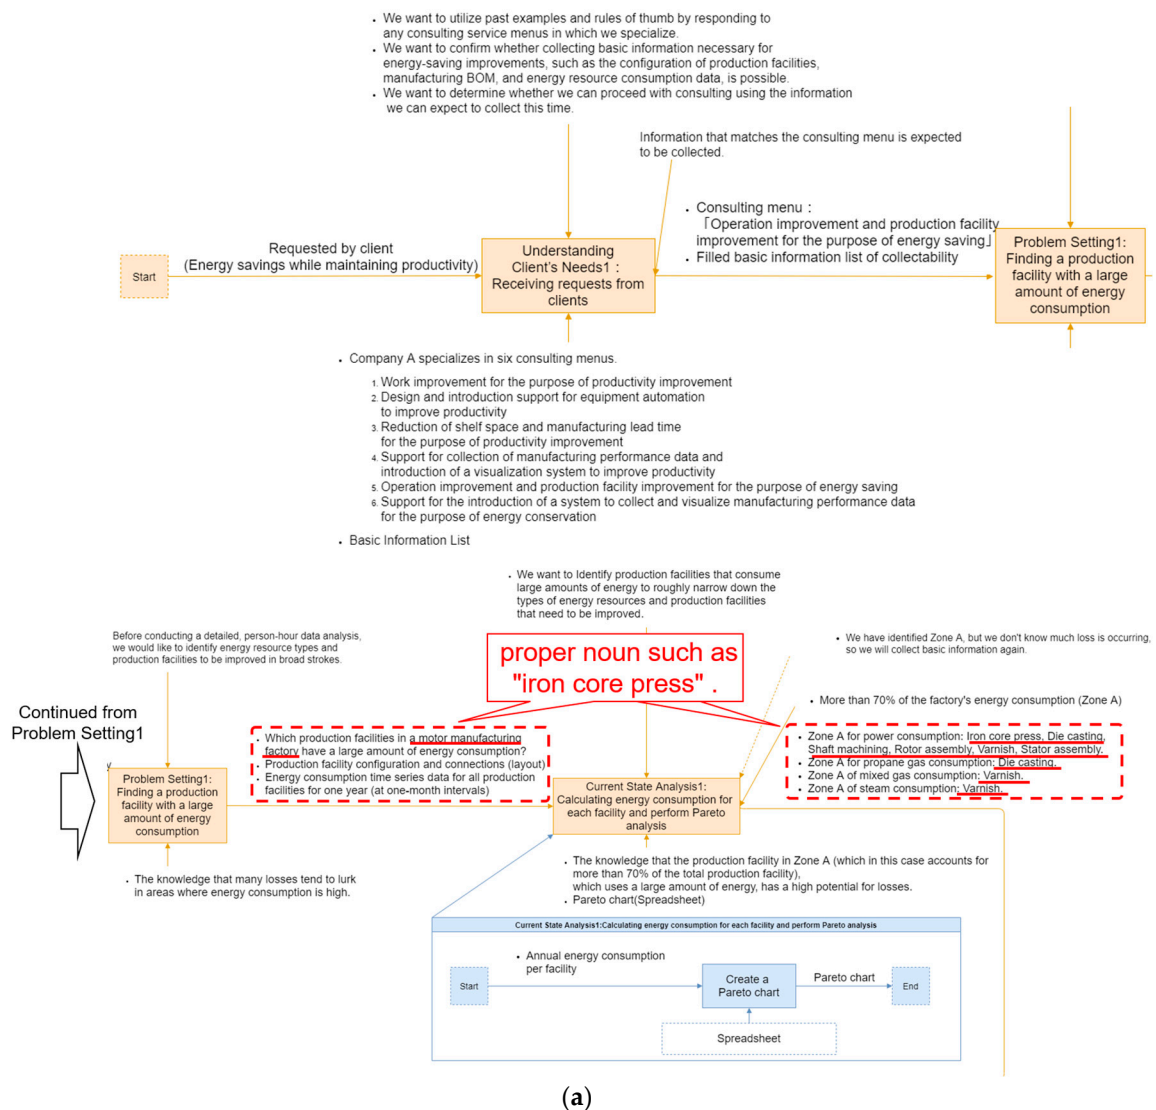 • We want to utilize past examples and rules of thumb by responding to
any consulting service menus in which we specialize.
• We want to confirm whether collecting basic information necessary for
energy-saving improvements, such as the configuration of production facilities,
manufacturing BOM, and energy resource consumption data, is possible.
• We want to determine whether we can proceed with consulting using the information
we can expect to collect this time.
Information that matches the consulting menu is expected
to be collected.
Start
Requested by client
(Energy savings while maintaining productivity)
Understanding
Client's Needs1 :
Receiving requests from
clients
• Consulting menu :
「Operation improvement and production facility
improvement for the purpose of energy saving」
• Filled basic information list of collectability
Problem Setting1:
Finding a production
facility with a large
amount of energy
consumption
• Company A specializes in six consulting menus.
1. Work improvement for the purpose of productivity improvement
2. Design and introduction support for equipment automation
to improve productivity
3. Reduction of shelf space and manufacturing lead time
for the purpose of productivity improvement
4. Support for collection of manufacturing performance data and
introduction of a visualization system to improve productivity
5. Operation improvement and production facility improvement for the purpose of energy saving
6. Support for the introduction of a system to collect and visualize manufacturing performance data
for the purpose of energy conservation
• Basic Information List
• We want to Identify production facilities that consume
large amounts of energy to roughly narrow down the
types of energy resources and production facilities
that need to be improved.
Before conducting a detailed, person-hour data analysis,
we would like to identify energy resource types and
production facilities to be improved in broad strokes.
proper noun such as
"iron core press" .
• We have identified Zone A, but we don't know much loss is occurring,
so we will collect basic information again.
• More than 70% of the factory's energy consumption (Zone A)
Continued from
Problem Setting1
y
Problem Setting1:
Finding a production
facility with a large
amount of energy
consumption
• Which production facilities in a motor manufacturing
factory have a large amount of energy consumption?
• Production facility configuration and connections (layout)
• Energy consumption time series data for all production
facilities for one year (at one-month intervals)
Current State Analysis1:
Calculating energy consumption for
each facility and perform Pareto
analysis
• Zone A for power consumption: Iron core press, Die casting,
Shaft machining, Rotor assembly, Varnish, Stator assembly.
• Zone A for propane gas consumption: Die casting.
• Zone A of mixed gas consumption: Varnish.
• Zone A of steam consumption: Varnish.
• The knowledge that many losses tend to lurk
in areas where energy consumption is high.
• The knowledge that the production facility in Zone A (which in this case accounts for
more than 70% of the total production facility),
which uses a large amount of energy, has a high potential for losses.
• Pareto chart(Spreadsheet)
Current State Analysis1:Calculating energy consumption for each facility and perform Pareto analysis
Start
• Annual energy consumption
per facility
Create a
Pareto chart
Pareto chart
End
Spreadsheet
(a)